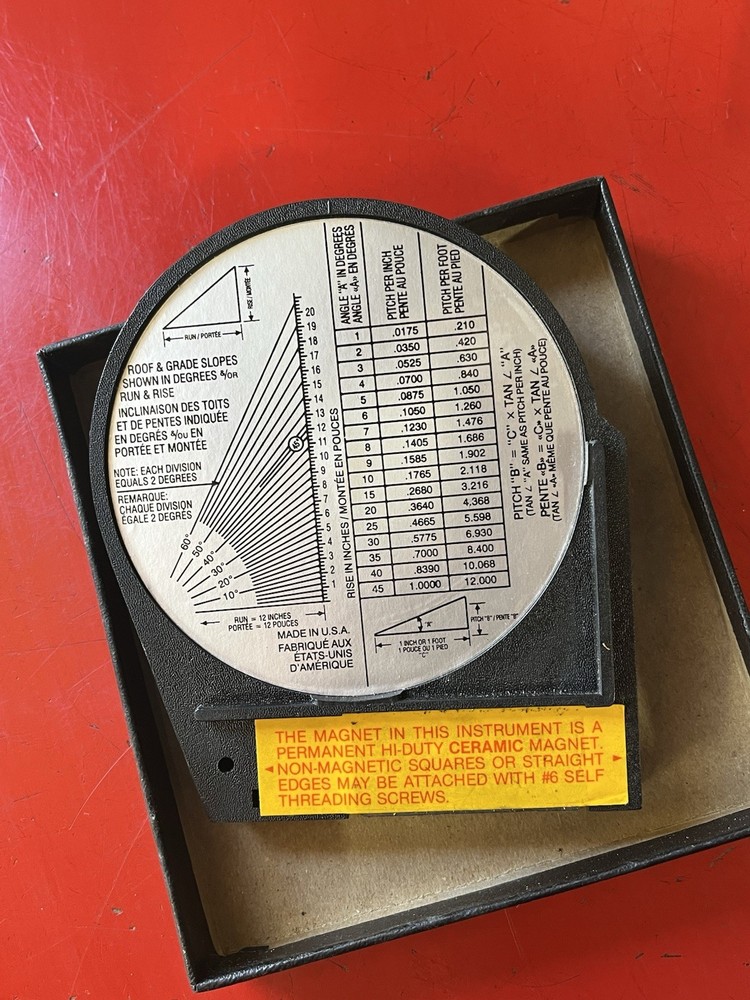 RISE / MONTÉE
RUN / PORTÉE
ROOF & GRADE SLOPES
SHOWN IN DEGREES &/OR
RUN & RISE
INCLINAISON DES TOITS
ET DE PENTES INDIQUÉE
EN DEGRÉS &/OU EN
PORTÉE ET MONTÉE
NOTE: EACH DIVISION
EQUALS 2 DEGREES
REMARQUE:
CHAQUE DIVISION
ÉGALE 2 DEGRÉS
60°
50°
40°
30°
20°
10°
20
19
18
17
16
15
14
13
12
11
10
9
8
7
6
5
4
3
2
1
RISE IN INCHES / MONTÉE EN POUCES
RUN = 12 INCHES
PORTÉE = 12 POUCES
MADE IN U.S.A.
FABRIQUÉ AUX
ÉTATS-UNIS
D'AMÉRIQUE
ANGLE "A" IN DEGREES
ANGLE «A» EN DEGRÉS
PITCH PER INCH
PENTE AU POUCE
PITCH PER FOOT
PENTE AU PIED
1 .0175 .210
2 .0350 .420
3 .0525 .630
4 .0700 .840
5 .0875 1.050
6 .1050 1.260
7 .1230 1.476
8 .1405 1.686
9 .1585 1.902
10 .1765 2.118
15 .2680 3.216
20 .3640 4.368
25 .4665 5.598
30 .5775 6.930
35 .7000 8.400
40 .8390 10.068
45 1.0000 12.000
PITCH "B" = "C" × TAN ∠ "A"
(TAN ∠ "A" SAME AS PITCH PER INCH)
PENTE «B» = «C» × TAN ∠ «A»
(TAN ∠ «A» MÊME QUE PENTE AU POUCE)
"A"
PITCH "B" / PENTE "B"
1 INCH OR 1 FOOT
1 POUCE OU 1 PIED
"C"
THE MAGNET IN THIS INSTRUMENT IS A
PERMANENT HI-DUTY CERAMIC MAGNET.
NON-MAGNETIC SQUARES OR STRAIGHT
EDGES MAY BE ATTACHED WITH #6 SELF
THREADING SCREWS.